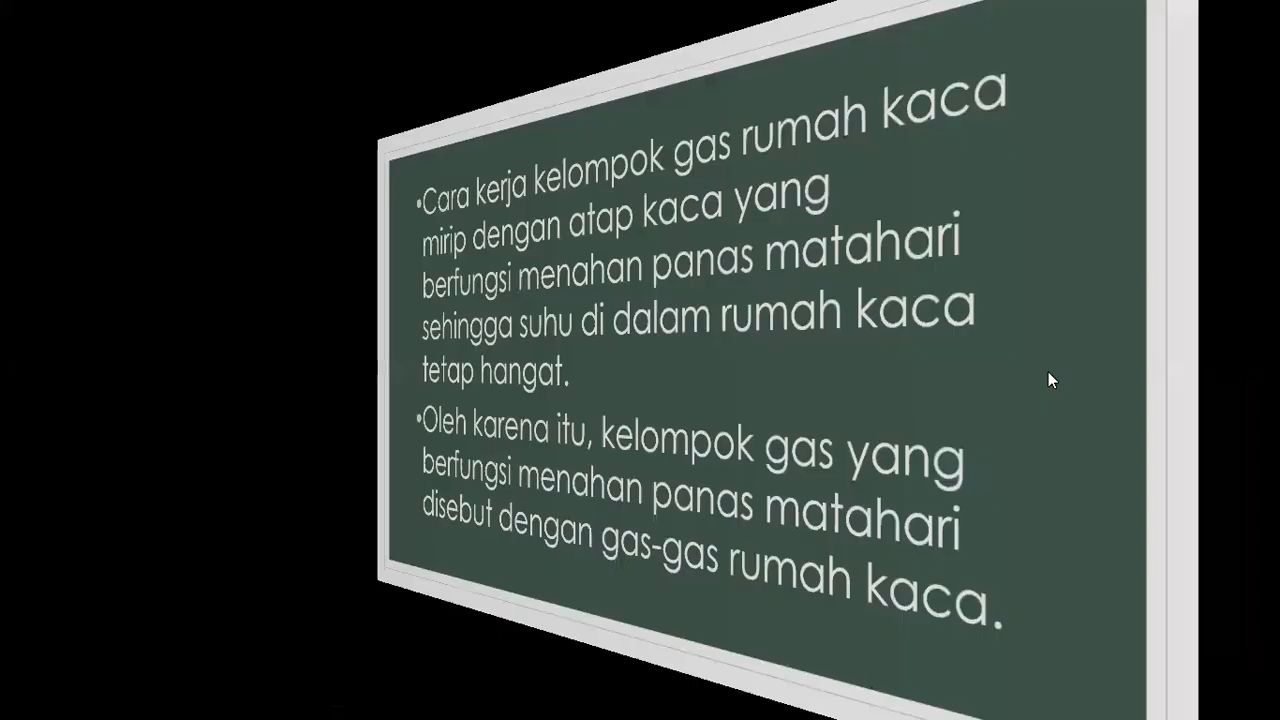 •Cara kerja kelompok gas rumah kaca
mirip dengan atap kaca yang
berfungsi menahan panas matahari
sehingga suhu di dalam rumah kaca
tetap hangat.
•Oleh karena itu, kelompok gas yang
berfungsi menahan panas matahari
disebut dengan gas-gas rumah kaca.